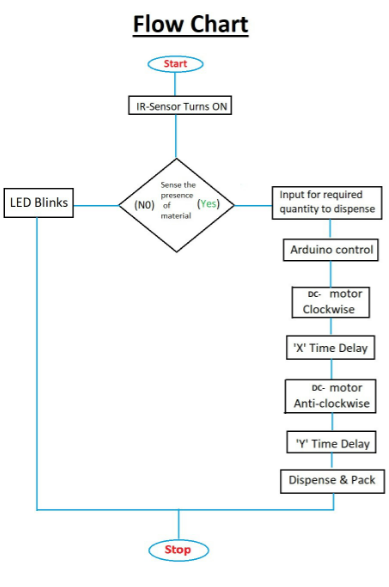 Flow Chart
Start
IR-Sensor Turns ON
Sense the
presence
of
material
(N0)
(Yes)
LED Blinks
Input for required
quantity to dispense
Arduino control
DC- motor
Clockwise
'X' Time Delay
DC- motor
Anti-clockwise
'Y' Time Delay
Dispense & Pack
Stop